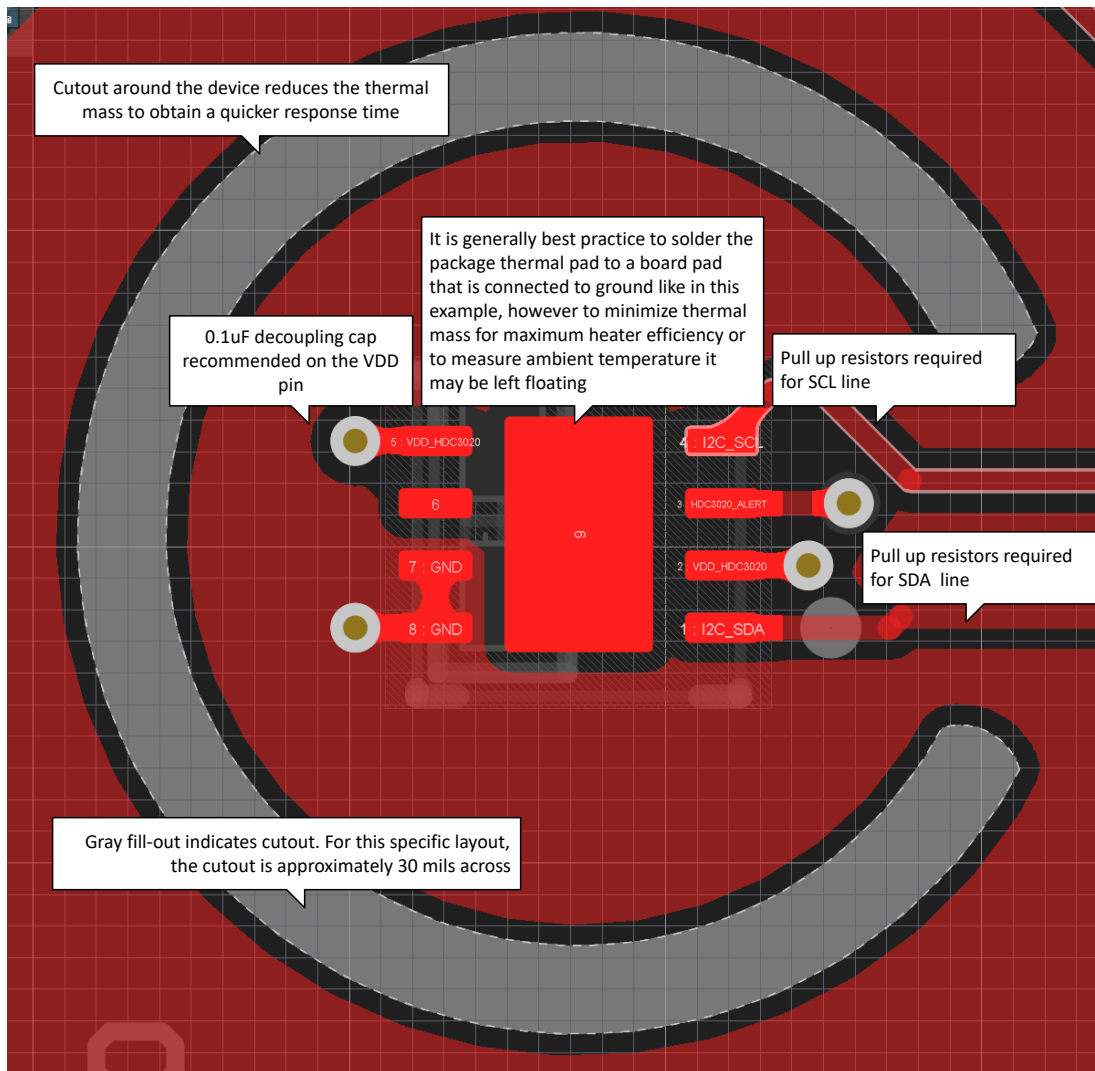 Cutout around the device reduces the thermal
mass to obtain a quicker response time
It is generally best practice to solder the
package thermal pad to a board pad
that is connected to ground like in this
example, however to minimize thermal
mass for maximum heater efficiency or
to measure ambient temperature it
may be left floating
0.1uF decoupling cap
recommended on the VDD
pin
Pull up resistors required
for SCL line
5 : VDD_HDC3020
4 : I2C_SCL
6
3 : HDC3020_ALERT
9
7 : GND
2 : VDD_HDC3020
Pull up resistors required
for SDA  line
8 : GND
1 : I2C_SDA
Gray fill-out indicates cutout. For this specific layout,
the cutout is approximately 30 mils across